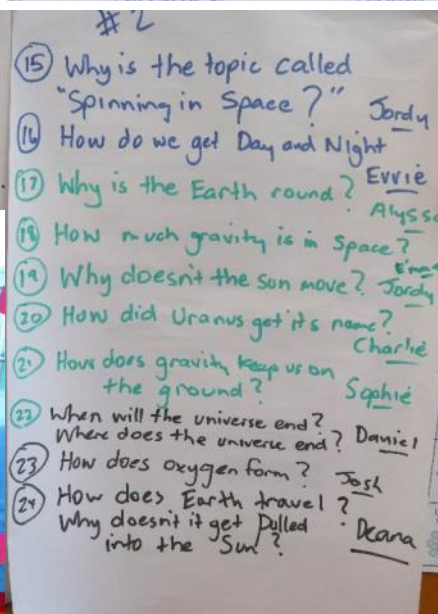 # 2
15 Why is the topic called
"Spinning in Space?" Jordy
16 How do we get Day and Night
Evvie
17 Why is the Earth round?
Alyssa
18 How much gravity is in Space?
19 Why doesn't the sun move? Jordy
20 How did Uranus get it's name?
Charlie
21 How does gravity keep us on
the ground? Sophie
22 When will the universe end?
Where does the universe end? Daniel
23 How does oxygen form? Josh
24 How does Earth travel?
Why doesn't it get pulled
into the Sun? Deana